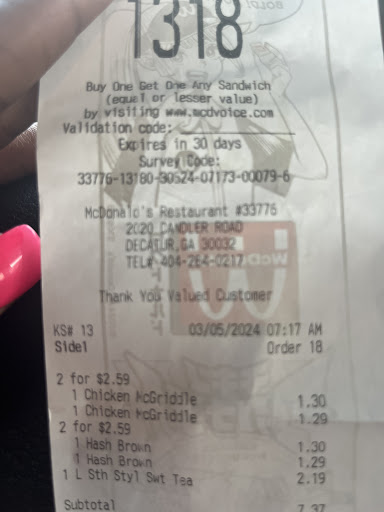 1318
Buy One Get One Any Sandwich
(equal or lesser value)
by visiting www.mcdvoice.com
Validation code:
Expires in 30 days
Survey Code:
33776-13180-30524-07173-00079-6
McDonald's Restaurant #33776
2020 CANDLER ROAD
DECATUR,GA 30032
TEL# 404-284-0217
Thank You Valued Customer
KS# 13 03/05/2024 07:17 AM
Side1 Order 18
2 for $2.59
1 Chicken McGriddle 1.30
1 Chicken McGriddle 1.29
2 for $2.59
1 Hash Brown 1.30
1 Hash Brown 1.29
1 L Sth Styl Swt Tea 2.19
Subtotal 7.37